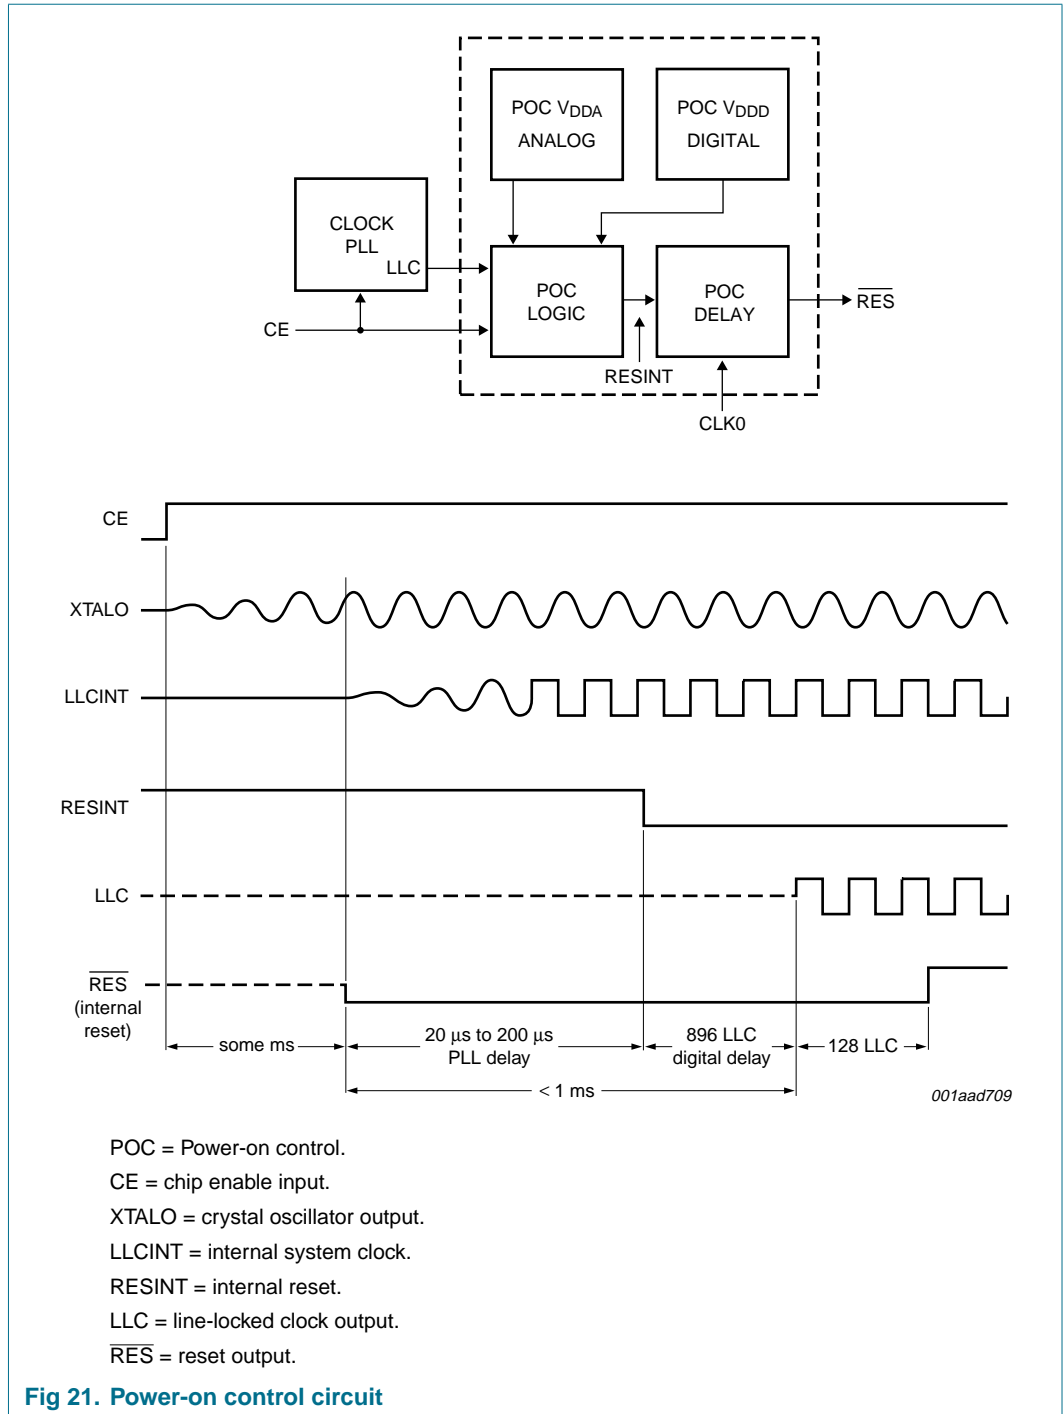 POC VDDA
ANALOG
POC VDDD
DIGITAL
CLOCK
PLL
LLC
POC
LOGIC
POC
DELAY
RES
CE
RESINT
CLK0
CE
XTALO
LLCINT
RESINT
LLC
RES
(internal
reset)
some ms
20 μs to 200 μs
PLL delay
896 LLC
digital delay
128 LLC
< 1 ms
001aad709
POC = Power-on control.
CE = chip enable input.
XTALO = crystal oscillator output.
LLCINT = internal system clock.
RESINT = internal reset.
LLC = line-locked clock output.
RES = reset output.
Fig 21. Power-on control circuit